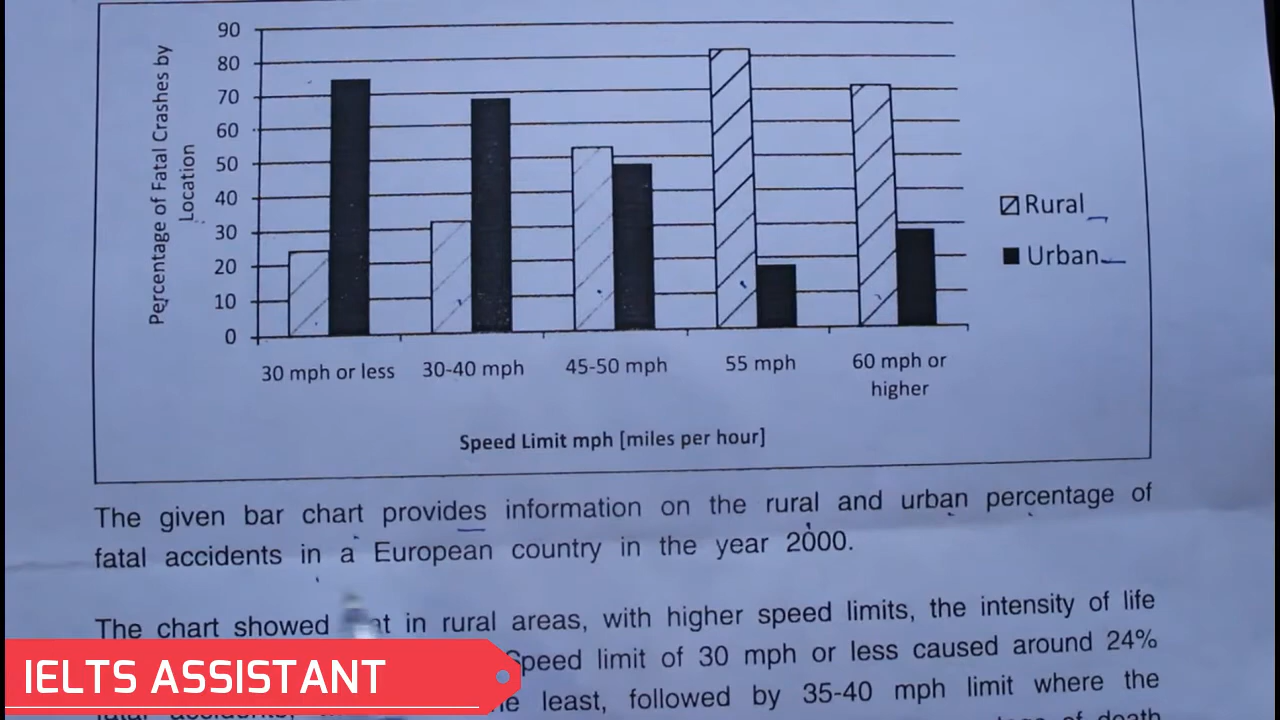 90
80
70
60
50
40
30
20
10
0
Percentage of Fatal Crashes by
Location
30 mph or less 30-40 mph 45-50 mph 55 mph 60 mph or
higher
Speed Limit mph [miles per hour]
Rural
Urban
The given bar chart provides information on the rural and urban percentage of
fatal accidents in a European country in the year 2000.
The chart showed in rural areas, with higher speed limits, the intensity of life
Speed limit of 30 mph or less caused around 24%
least, followed by 35-40 mph limit where the
of death
IELTS ASSISTANT